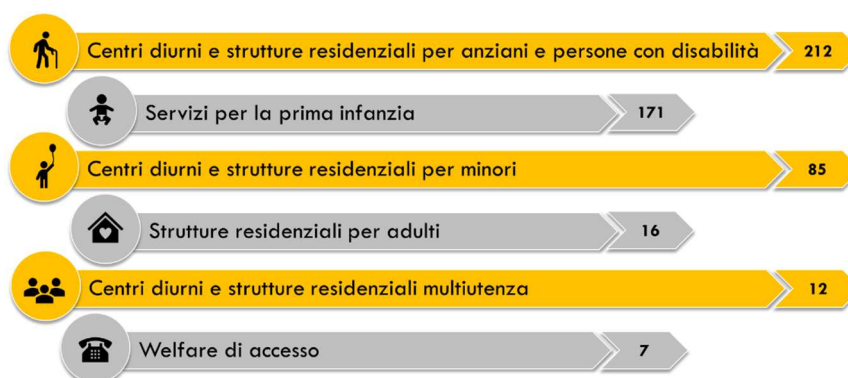 Centri diurni e strutture residenziali per anziani e persone con disabilità 212
Servizi per la prima infanzia 171
Centri diurni e strutture residenziali per minori 85
Strutture residenziali per adulti 16
Centri diurni e strutture residenziali multiutenza 12
Welfare di accesso 7